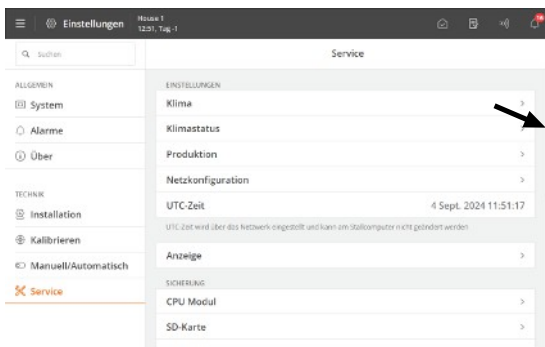 Einstellungen
House 1
12:51, Tag -1
Suchen
Service
ALLGEMEIN
System
Alarme
Über
TECHNIK
Installation
Kalibrieren
Manuell/Automatisch
Service
EINSTELLUNGEN
Klima
Klimastatus
Produktion
Netzkonfiguration
UTC-Zeit 4 Sept. 2024 11:51:17
UTC Zeit wird über das Netzwerk eingestellt und kann am Stallcomputer nicht geändert werden
Anzeige
SICHERUNG
CPU Modul
SD-Karte